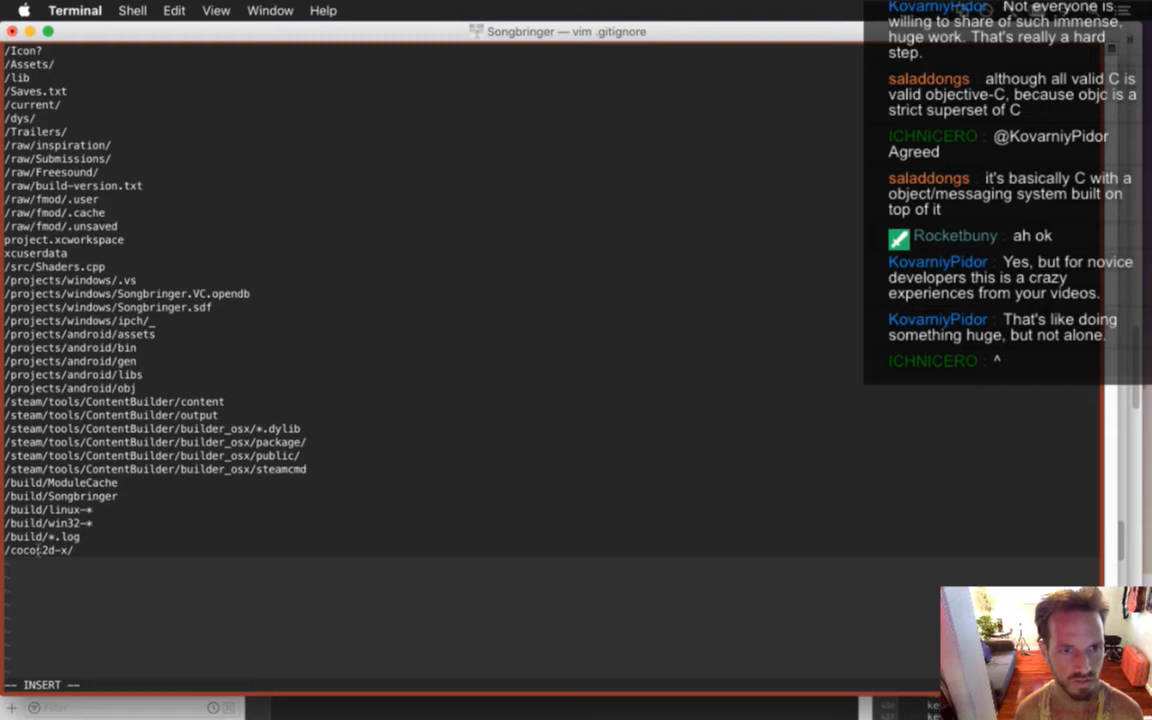 Terminal Shell Edit View Window Help
Songbringer — vim .gitignore
/Icon?
/Assets/
/lib
/Saves.txt
/current/
/dys/
/Trailers/
/raw/inspiration/
/raw/Submissions/
/raw/Freesound/
/raw/build-version.txt
/raw/fmod/.user
/raw/fmod/.cache
/raw/fmod/.unsaved
project.xcworkspace
xcuserdata
/src/Shaders.cpp
/projects/windows/.vs
/projects/windows/Songbringer.VC.opendb
/projects/windows/Songbringer.sdf
/projects/windows/ipch/_
/projects/android/assets
/projects/android/bin
/projects/android/gen
/projects/android/libs
/projects/android/obj
/steam/tools/ContentBuilder/content
/steam/tools/ContentBuilder/output
/steam/tools/ContentBuilder/builder_osx/*.dylib
/steam/tools/ContentBuilder/builder_osx/package/
/steam/tools/ContentBuilder/builder_osx/public/
/steam/tools/ContentBuilder/builder_osx/steamcmd
/build/ModuleCache
/build/Songbringer
/build/linux-*
/build/win32-*
/build/*.log
/cocos2d-x/
-- INSERT --
Filter
KovarniyPidor : Not everyone is
willing to share of such immense,
huge work. That's really a hard
step.
saladdongs : although all valid C is
valid objective-C, because objc is a
strict superset of C
ICHNICERO : @KovarniyPidor
Agreed
saladdongs : it's basically C with a
object/messaging system built on
top of it
Rocketbuny : ah ok
KovarniyPidor : Yes, but for novice
developers this is a crazy
experiences from your videos.
KovarniyPidor : That's like doing
something huge, but not alone.
ICHNICERO : ^